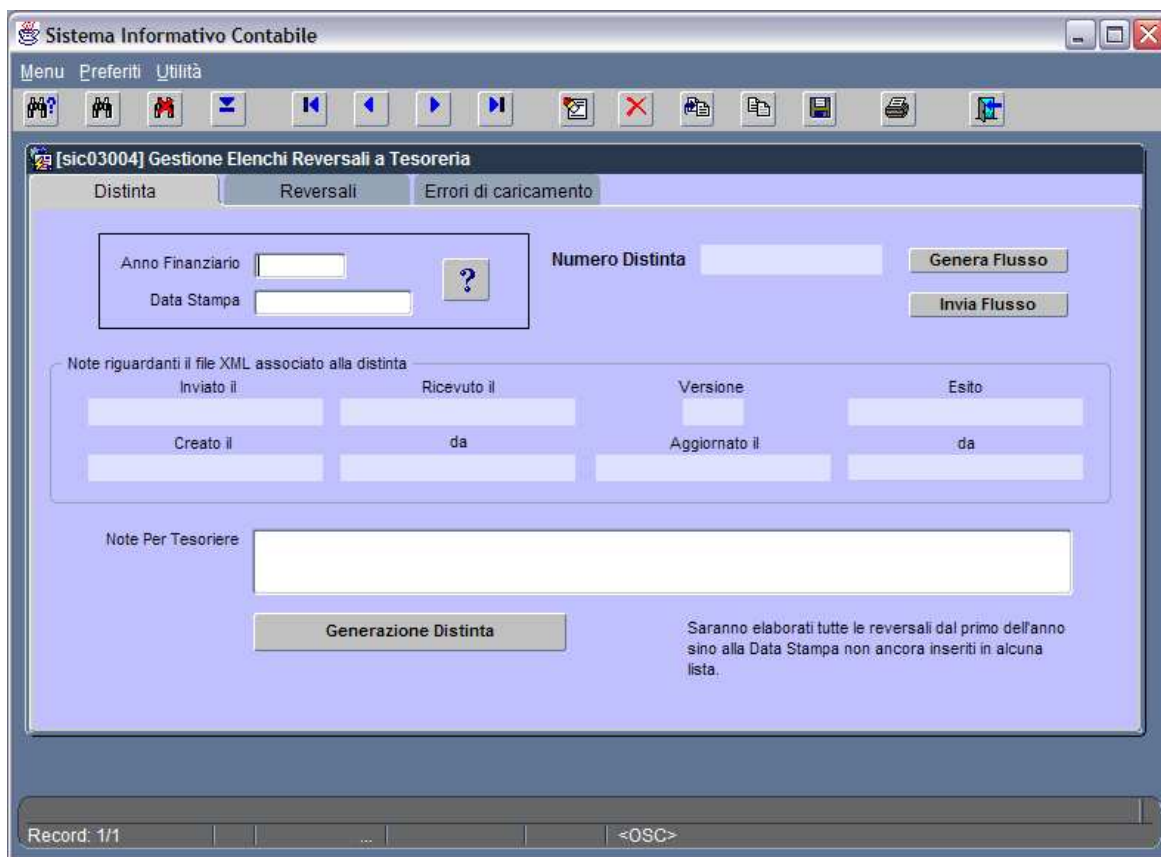 Sistema Informativo Contabile
Menu Preferiti Utilità
[sic03004] Gestione Elenchi Reversali a Tesoreria
Distinta Reversali Errori di caricamento
Anno Finanziario ? Numero Distinta Genera Flusso
Data Stampa Invia Flusso
Note riguardanti il file XML associato alla distinta
Inviato il Ricevuto il Versione Esito
Creato il da Aggiornato il da
Note Per Tesoriere
Generazione Distinta
Saranno elaborati tutte le reversali dal primo dell'anno
sino alla Data Stampa non ancora inseriti in alcuna
lista.
Record: 1/1 ... <OSC>